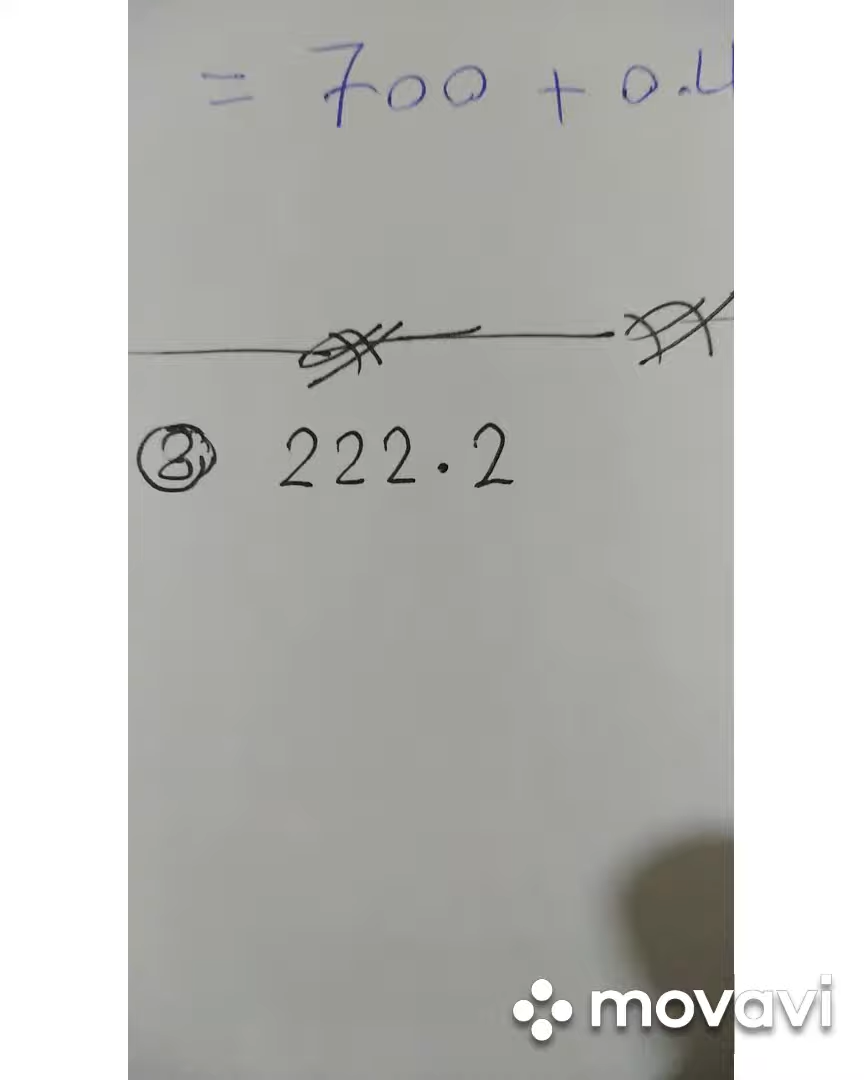 = 700 + 0.4
③ 222.2
movavi